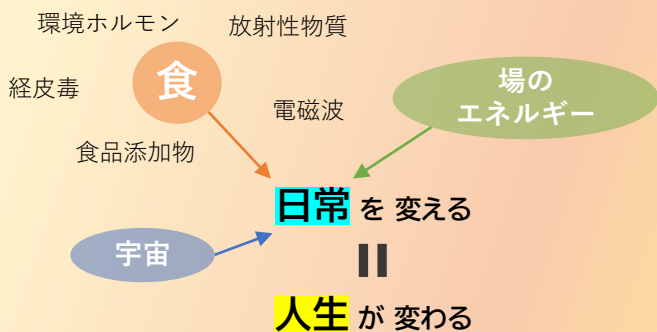 環境ホルモン
放射性物質
食
経皮毒
電磁波
食品添加物
場の
エネルギー
日常 を 変える
宇宙
||
人生 が 変わる